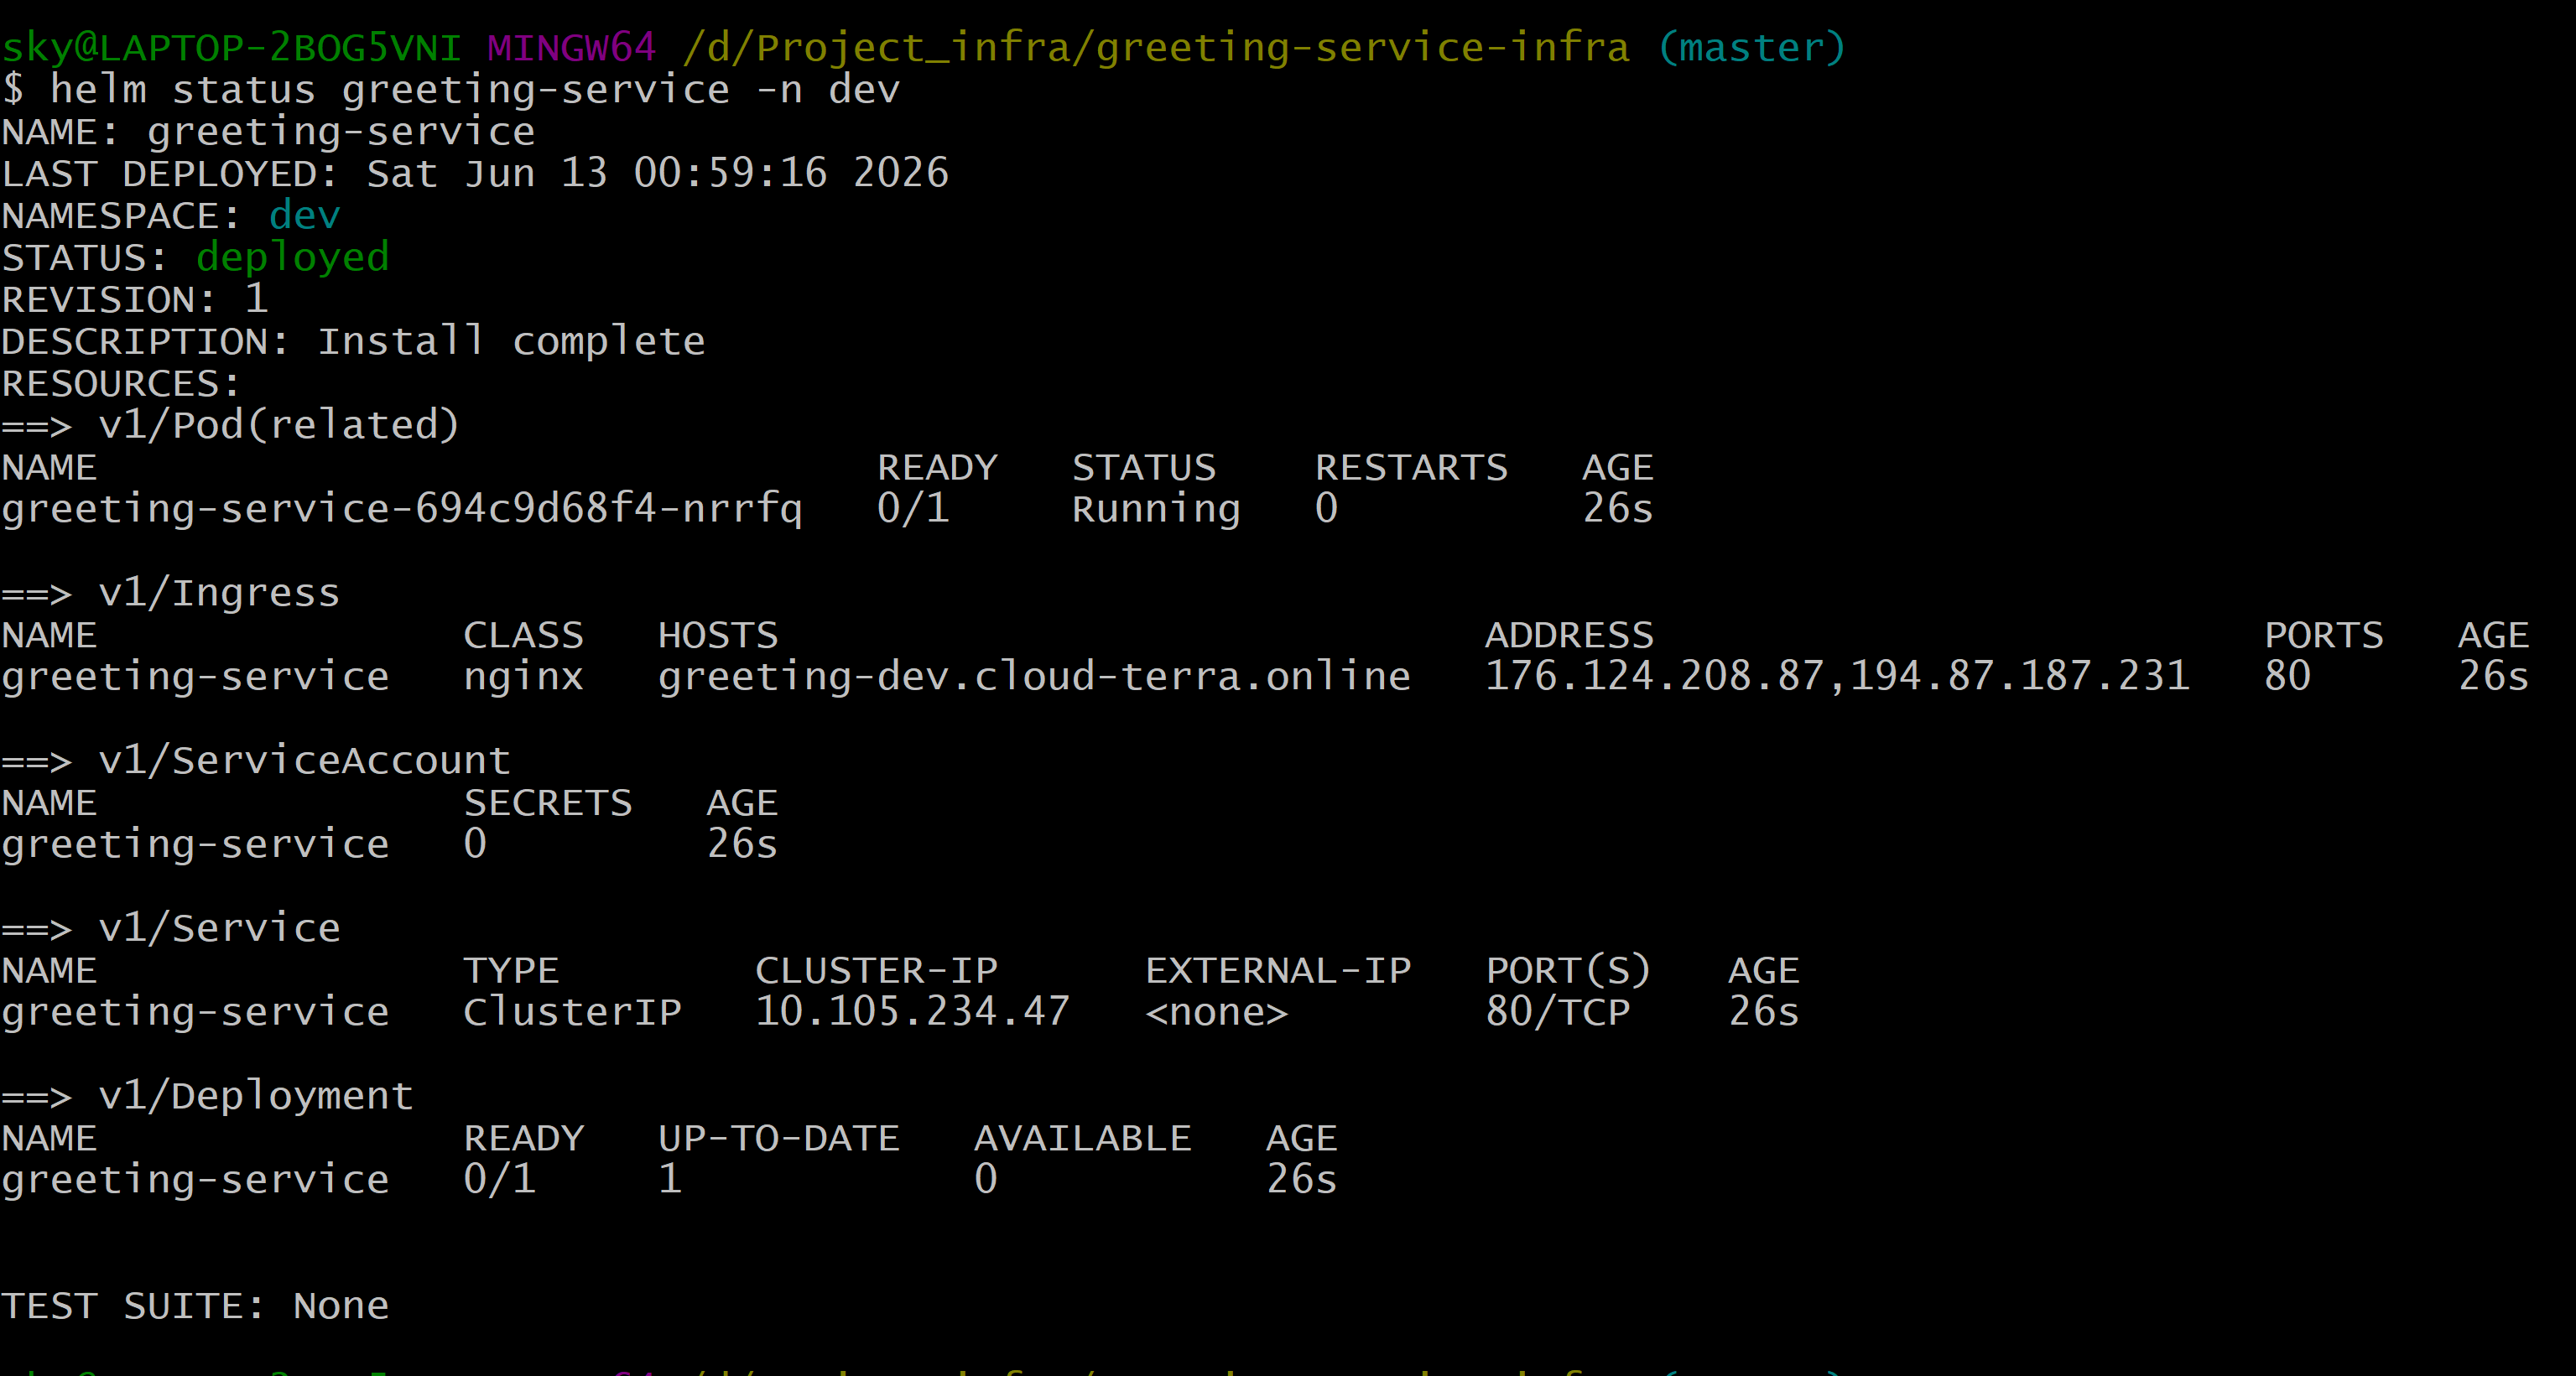 sky@LAPTOP-2BOG5VNI MINGW64 /d/Project_infra/greeting-service-infra (master)
$ helm status greeting-service -n dev
NAME: greeting-service
LAST DEPLOYED: Sat Jun 13 00:59:16 2026
NAMESPACE: dev
STATUS: deployed
REVISION: 1
DESCRIPTION: Install complete
RESOURCES:
==> v1/Pod(related)
NAME                                READY   STATUS    RESTARTS   AGE
greeting-service-694c9d68f4-nrrfq   0/1     Running   0          26s
==> v1/Ingress
NAME               CLASS   HOSTS                             ADDRESS                         PORTS   AGE
greeting-service   nginx   greeting-dev.cloud-terra.online   176.124.208.87,194.87.187.231   80      26s
==> v1/ServiceAccount
NAME               SECRETS   AGE
greeting-service   0         26s
==> v1/Service
NAME               TYPE        CLUSTER-IP      EXTERNAL-IP   PORT(S)   AGE
greeting-service   ClusterIP   10.105.234.47   <none>        80/TCP    26s
==> v1/Deployment
NAME               READY   UP-TO-DATE   AVAILABLE   AGE
greeting-service   0/1     1            0           26s
TEST SUITE: None